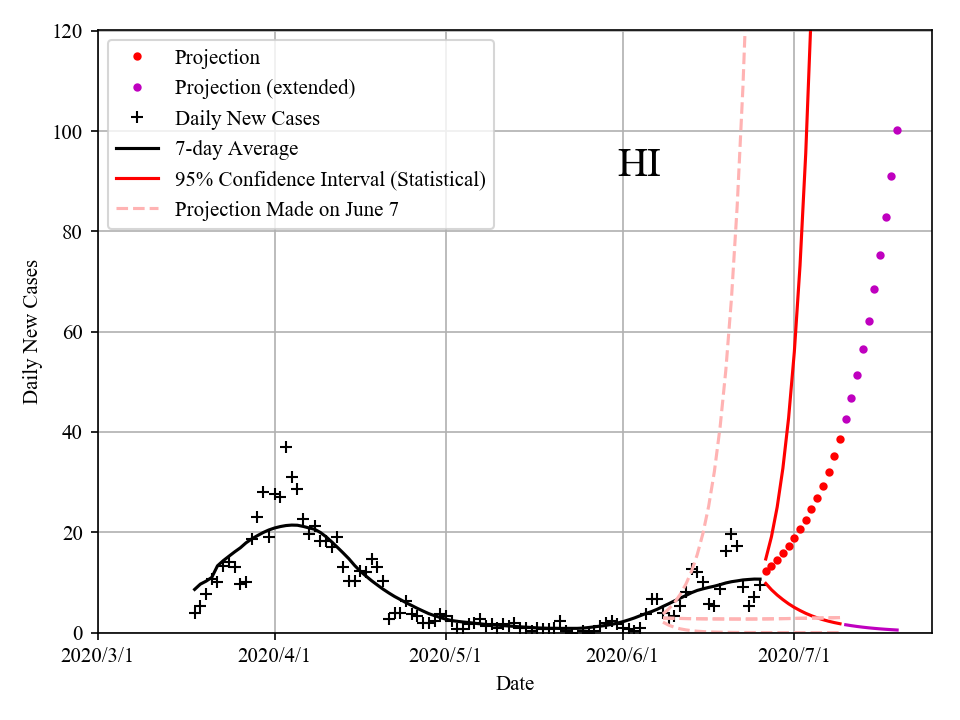 120
100
80
60
40
20
0
Daily New Cases
Projection
Projection (extended)
Daily New Cases
7-day Average
95% Confidence Interval (Statistical)
Projection Made on June 7
HI
2020/3/1 2020/4/1 2020/5/1 2020/6/1 2020/7/1
Date